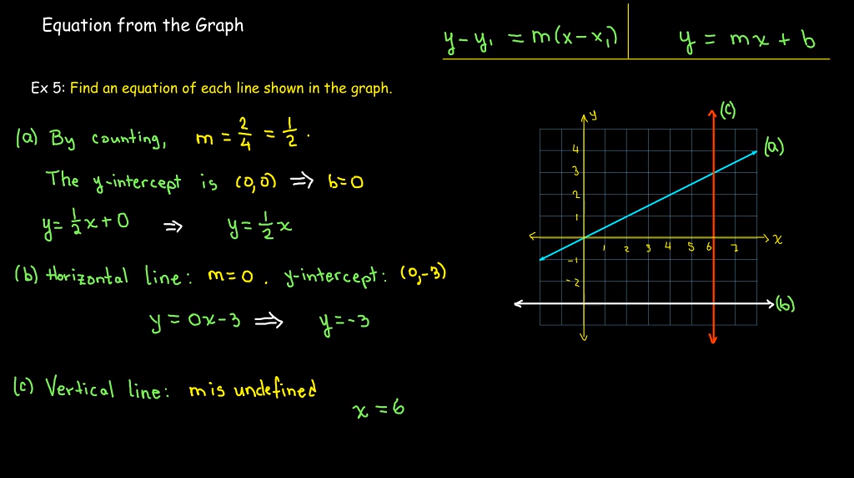 Equation from the Graph
y-y₁ = m(x-x₁)
y = mx + b
Ex 5: Find an equation of each line shown in the graph.
(a) By counting, m = 2/4 = 1/2.
The y-intercept is (0,0) ⇒ b=0
y = 1/2 x + 0 ⇒ y = 1/2 x
(b) Horizontal line: m=0. y-intercept: (0,-3)
y = 0x-3 ⇒ y=-3
(c) Vertical line: m is undefined
x = 6
y
(c)
(a)
4
3
2
1
1 2 3 4 5 6 7 x
-1
-2
(b)